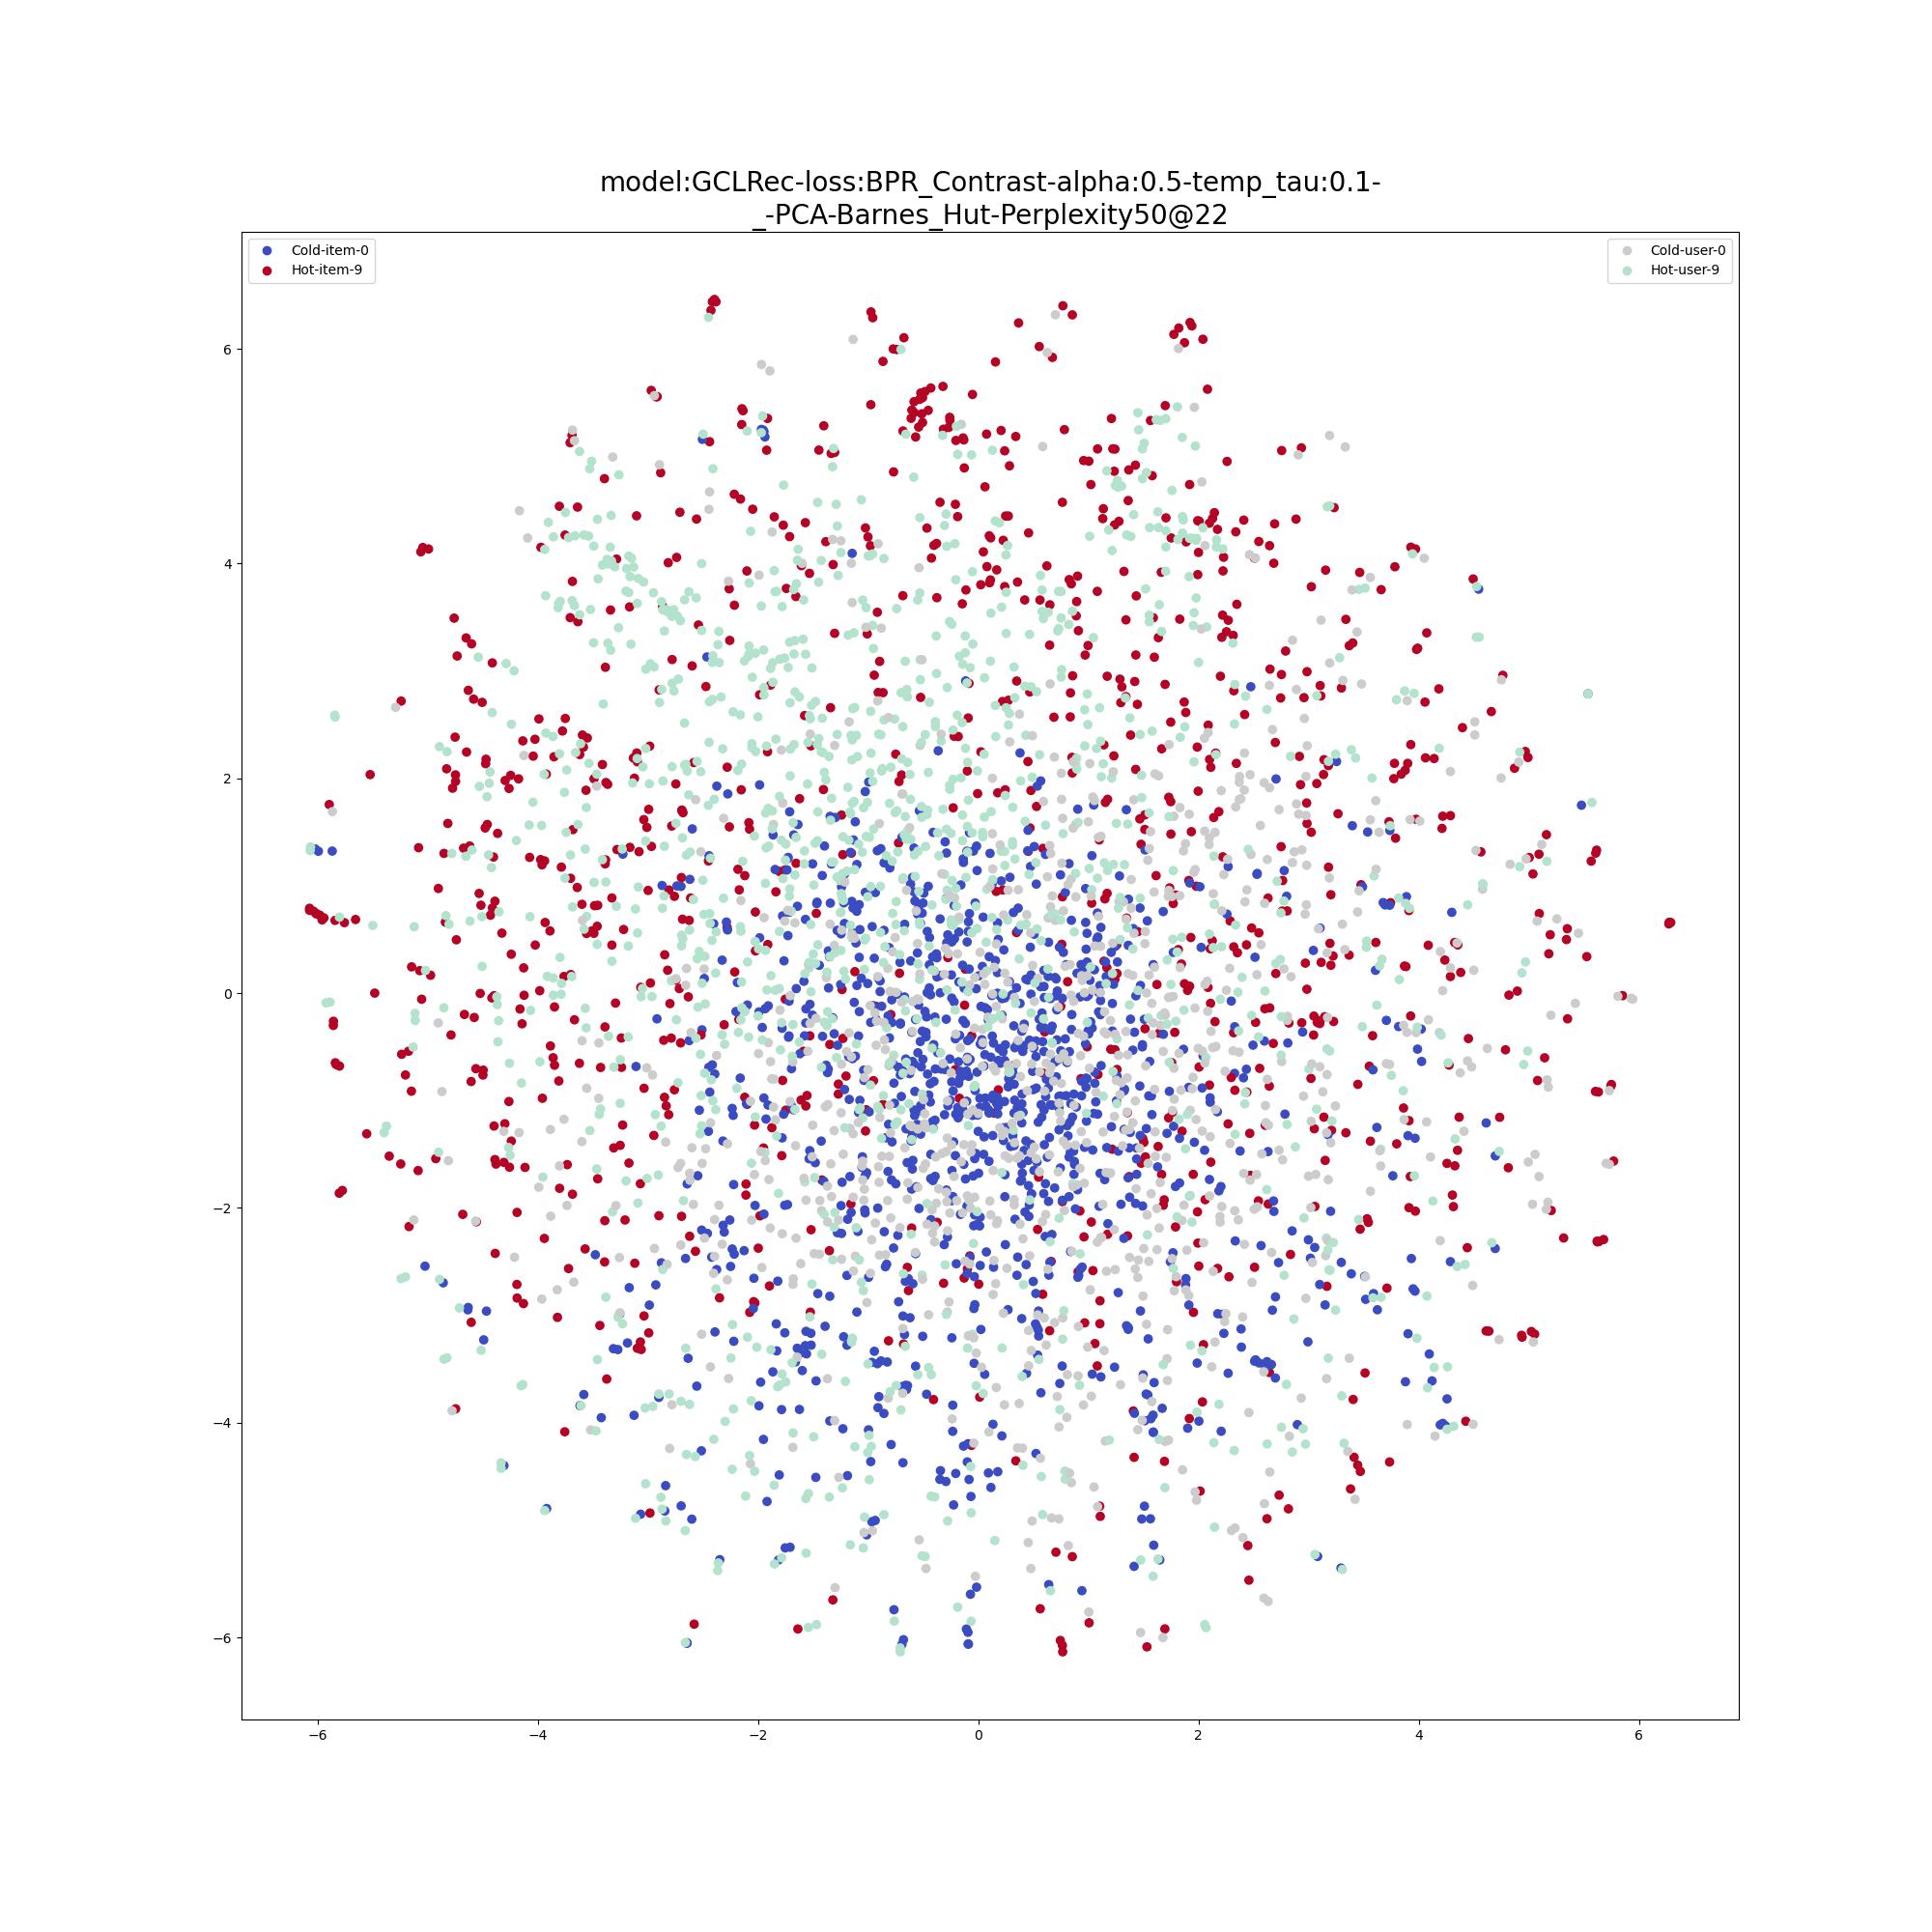 model:GCLRec-loss:BPR_Contrast-alpha:0.5-temp_tau:0.1-
_-PCA-Barnes_Hut-Perplexity50@22
Cold-item-0
Hot-item-9
Cold-user-0
Hot-user-9
6
4
2
0
−2
−4
−6
−6 −4 −2 0 2 4 6